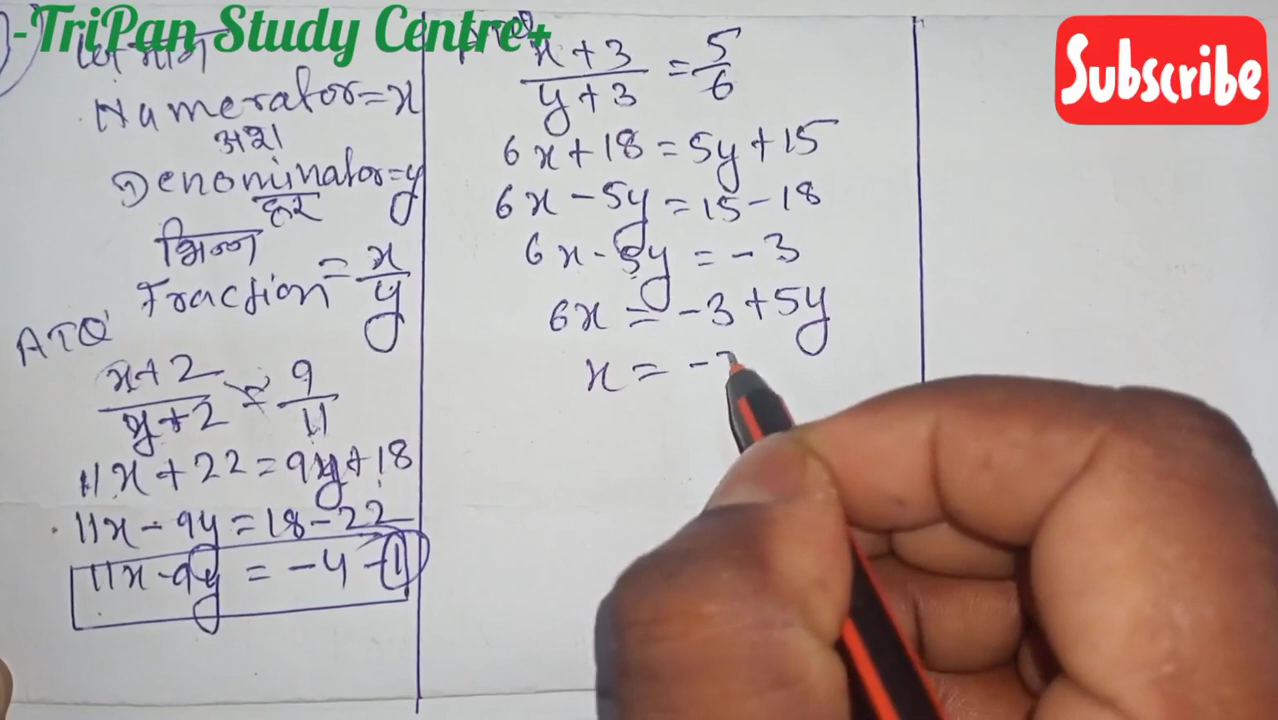 -TriPan Study Centre+
Subscribe
Numerator=x
अंश
Denominator=y
हर
भिन्न
Fraction = x/y
ATQ
x+2/y+2 = 9/11
11x+22=9y+18
11x-9y=18-22
11x-9y = -4 -①
x+3/y+3 = 5/6
6x+18=5y+15
6x-5y=15-18
6x-5y = -3
6x = -3+5y
x = -